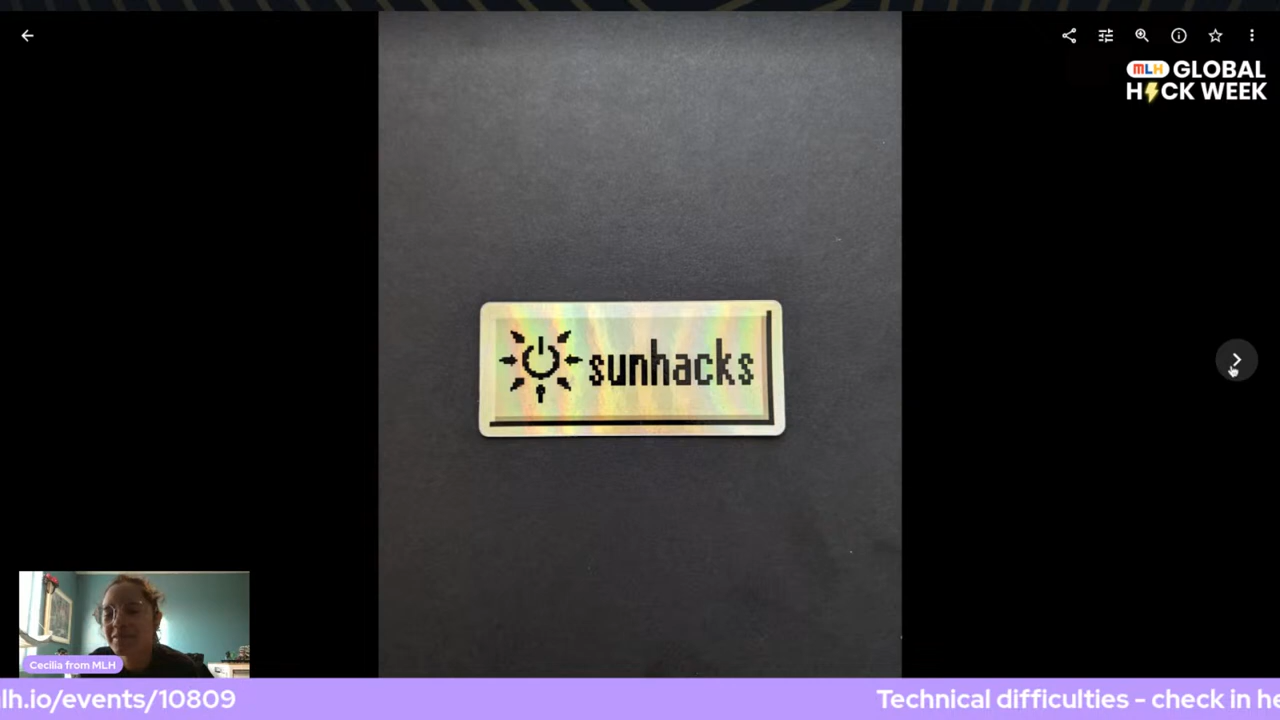 MLH GLOBAL
HACK WEEK
sunhacks
Cecilia from MLH
lh.io/events/10809
Technical difficulties - check in he